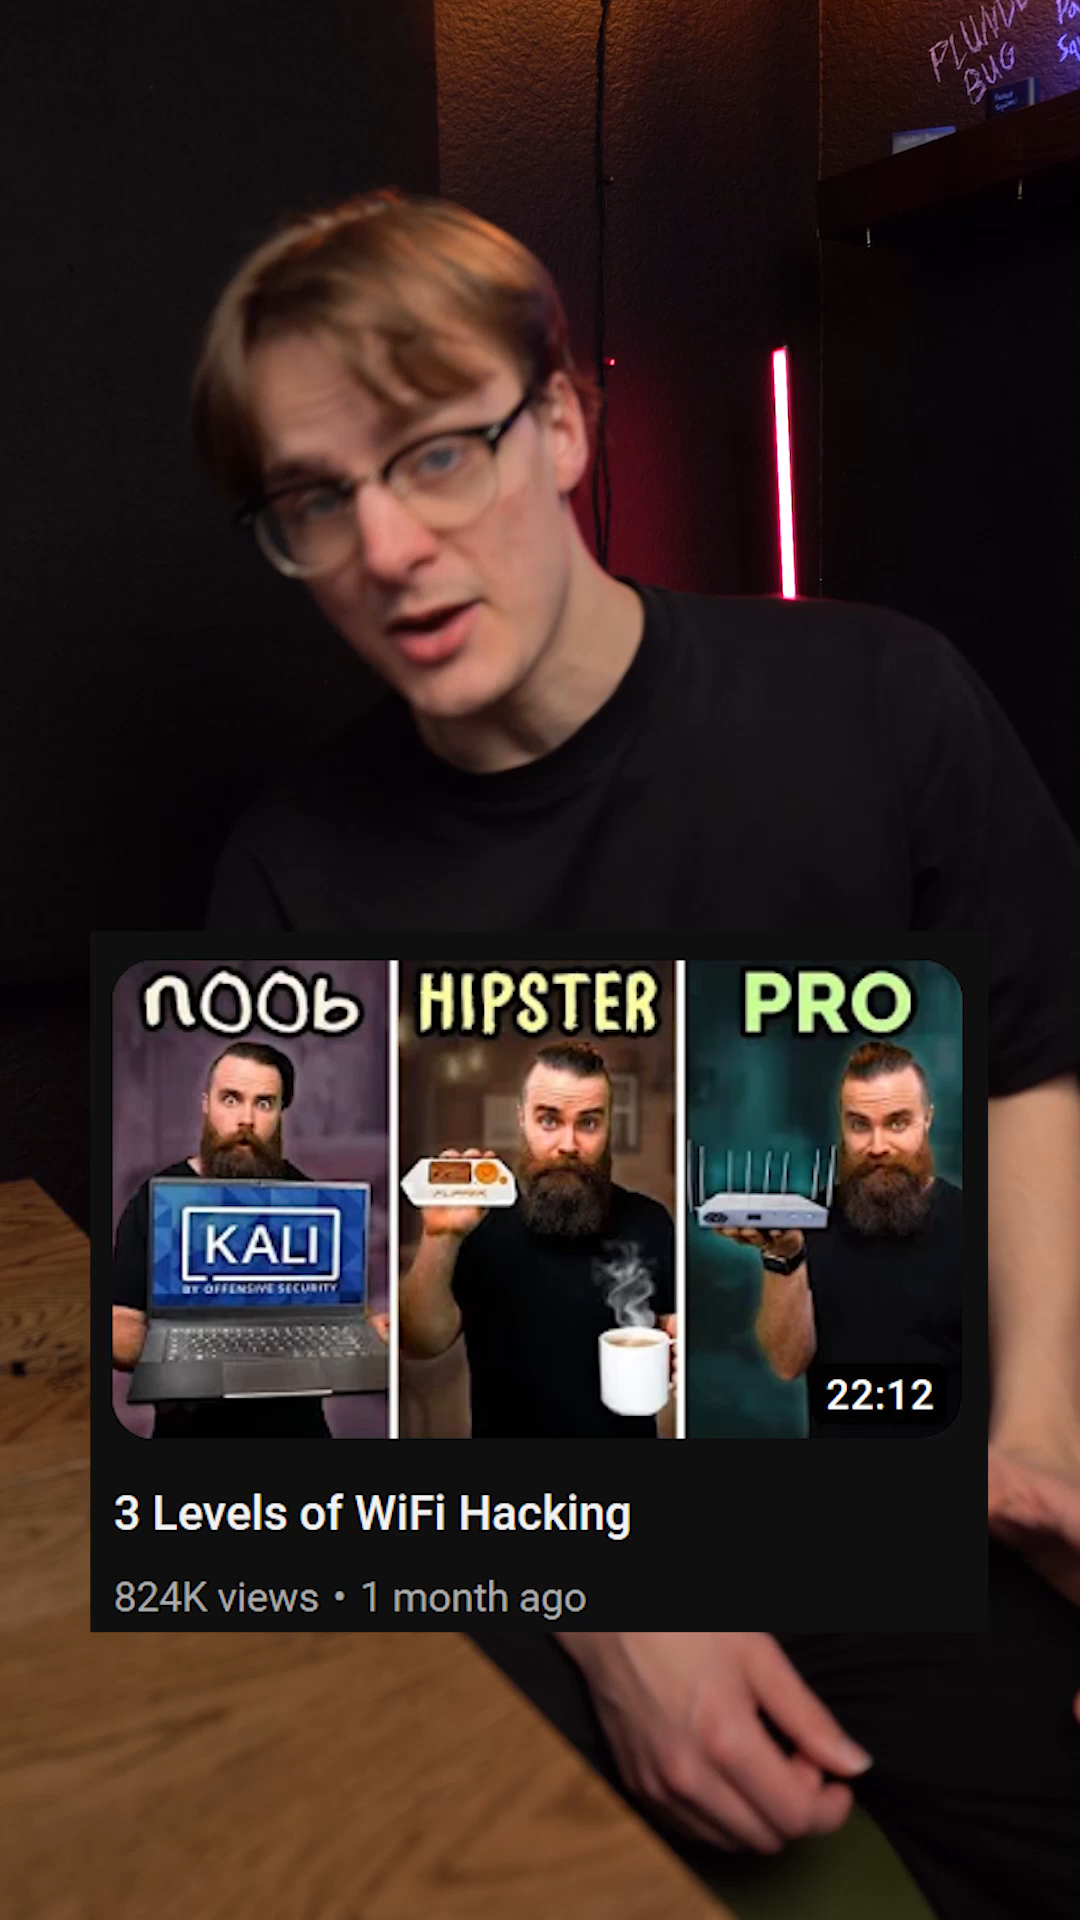 PLUND
BUG
nOOb
HIPSTER
PRO
KALI
BY OFFENSIVE SECURITY
22:12
3 Levels of WiFi Hacking
824K views • 1 month ago